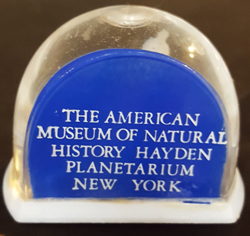 THE AMERICAN
MUSEUM OF NATURAL
HISTORY HAYDEN
PLANETARIUM
NEW YORK